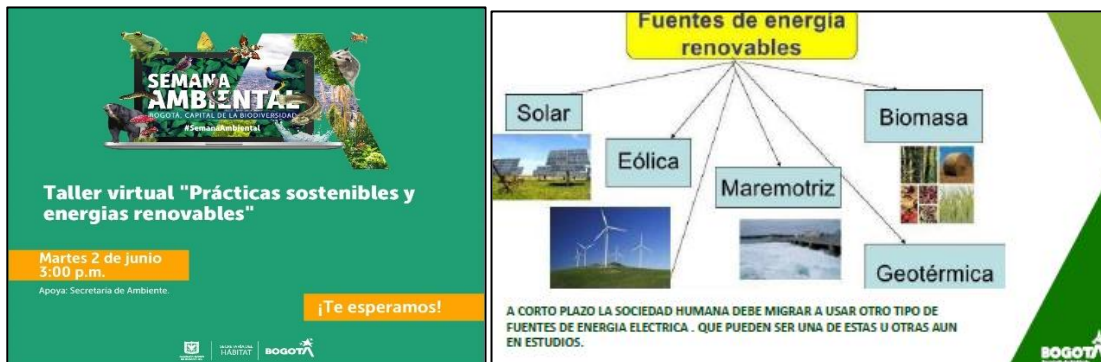 SEMANA
AMBIENTAL
BOGOTÁ, CAPITAL DE LA BIODIVERSIDAD
#SemanaAmbiental
Taller virtual "Prácticas sostenibles y
energías renovables"
Martes 2 de junio
3:00 p.m.
Apoya: Secretaría de Ambiente.
¡Te esperamos!
HÁBITAT
BOGOTÁ
Fuentes de energía
renovables
Solar
Eólica
Maremotriz
Biomasa
Geotérmica
A CORTO PLAZO LA SOCIEDAD HUMANA DEBE MIGRAR A USAR OTRO TIPO DE
FUENTES DE ENERGIA ELECTRICA . QUE PUEDEN SER UNA DE ESTAS U OTRAS AUN
EN ESTUDIOS.
BOGOTÁ